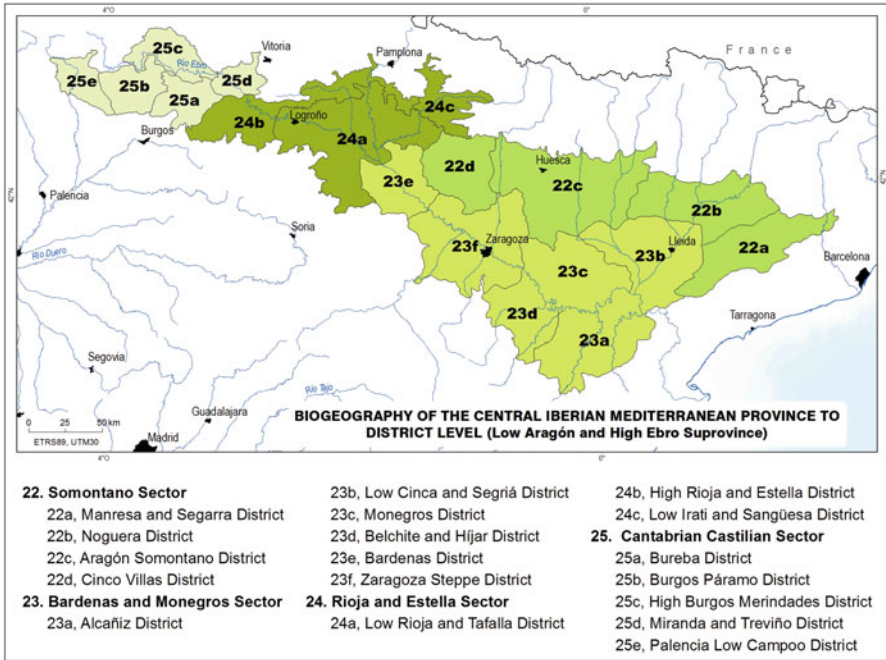 4°O
0°
25c
Vitoria
Pamplona
France
Río Ebro
25e
25b
25d
25a
24c
24b
Logroño
24a
Burgos
42°N
42°N
22d
Huesca
23e
22c
Palencia
22b
Soria
23f
Zaragoza
23b
Lleida
22a
Río Duero
23c
Barcelona
23d
Tarragona
23a
Segovia
Río Tajo
Guadalajara
0 25 50 km
ETRS89, UTM30
Madrid
BIOGEOGRAPHY OF THE CENTRAL IBERIAN MEDITERRANEAN PROVINCE TO
DISTRICT LEVEL (Low Aragón and High Ebro Suprovince)
4°O
0°
22. Somontano Sector
22a, Manresa and Segarra District
22b, Noguera District
22c, Aragón Somontano District
22d, Cinco Villas District
23. Bardenas and Monegros Sector
23a, Alcañiz District
23b, Low Cinca and Segriá District
23c, Monegros District
23d, Belchite and Híjar District
23e, Bardenas District
23f, Zaragoza Steppe District
24. Rioja and Estella Sector
24a, Low Rioja and Tafalla District
24b, High Rioja and Estella District
24c, Low Irati and Sangüesa District
25. Cantabrian Castilian Sector
25a, Bureba District
25b, Burgos Páramo District
25c, High Burgos Merindades District
25d, Miranda and Treviño District
25e, Palencia Low Campoo District